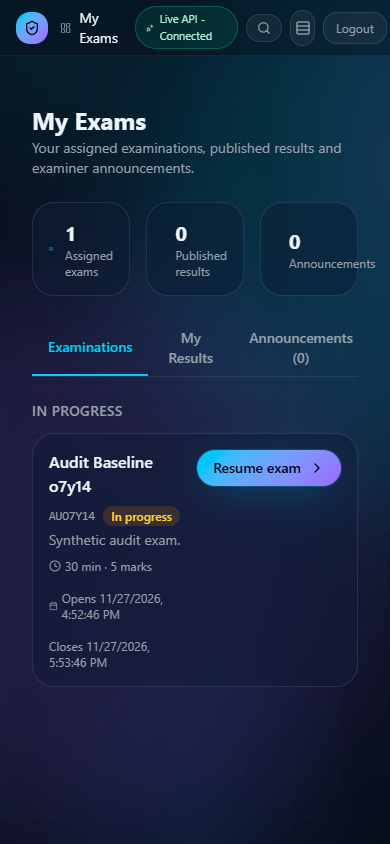 My
Exams
Live API -
Connected
Logout
My Exams
Your assigned examinations, published results and
examiner announcements.
1
Assigned
exams
0
Published
results
0
Announcements
Examinations
My
Results
Announcements
(0)
IN PROGRESS
Audit Baseline
o7y14
Resume exam
AUO7Y14
In progress
Synthetic audit exam.
30 min · 5 marks
Opens 11/27/2026,
4:52:46 PM
Closes 11/27/2026,
5:53:46 PM